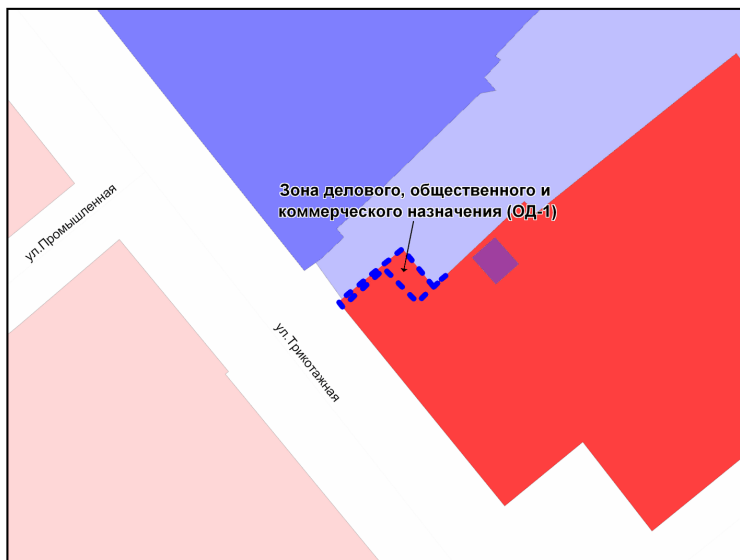 Зона делового, общественного и
коммерческого назначения (ОД-1)
ул.Промышленная
ул.Трикотажная